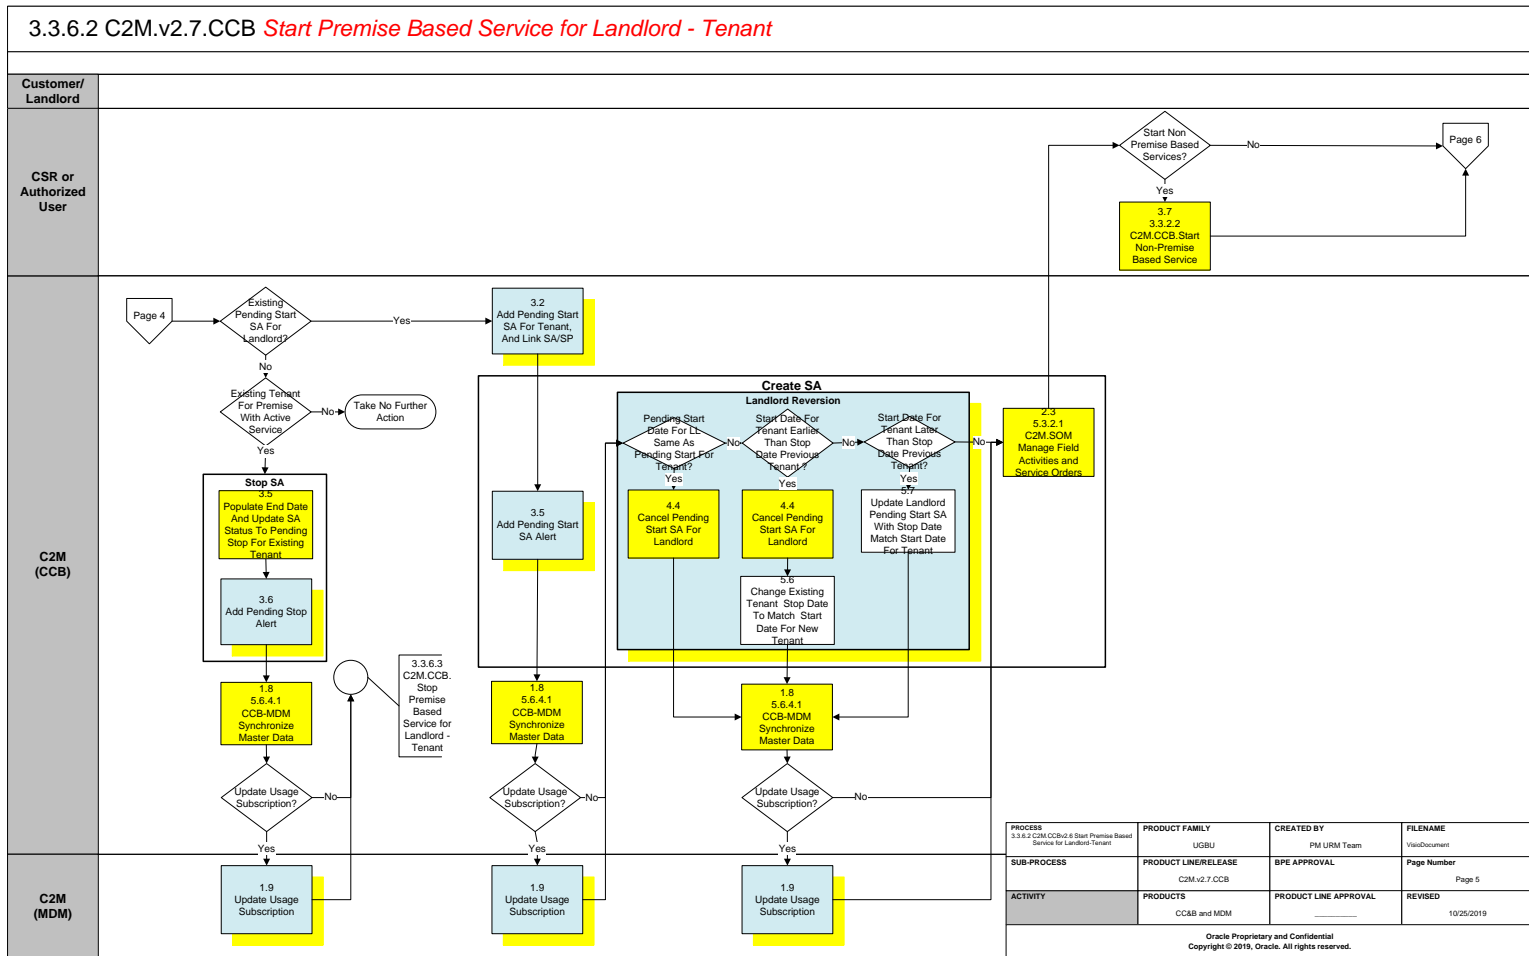 3.3.6.2 C2M.v2.7.CCB Start Premise Based Service for Landlord - Tenant
Customer/
Landlord
CSR or
Authorized
User
Start Non
Premise Based
Services?
No
Page 6
Yes
3.7
3.3.2.2
C2M.CCB.Start
Non-Premise
Based Service
C2M
(CCB)
Page 4
Existing
Pending Start
SA For
Landlord?
Yes
3.2
Add Pending Start
SA For Tenant,
And Link SA/SP
No
Existing Tenant
For Premise
With Active
Service
No
Take No Further
Action
Yes
Stop SA
3.5
Populate End Date
And Update SA
Status To Pending
Stop For Existing
Tenant
3.6
Add Pending Stop
Alert
1.8
5.6.4.1
CCB-MDM
Synchronize
Master Data
Update Usage
Subscription?
No
Yes
3.3.6.3
C2M.CCB.
Stop
Premise
Based
Service for
Landlord -
Tenant
Create SA
3.5
Add Pending Start
SA Alert
1.8
5.6.4.1
CCB-MDM
Synchronize
Master Data
Update Usage
Subscription?
No
Yes
Landlord Reversion
Pending Start
Date For LL
Same As
Pending Start For
Tenant?
No
Start Date For
Tenant Earlier
Than Stop
Date Previous
Tenant ?
No
Start Date For
Tenant Later
Than Stop
Date Previous
Tenant?
No
Yes
Yes
Yes
4.4
Cancel Pending
Start SA For
Landlord
4.4
Cancel Pending
Start SA For
Landlord
5.7
Update Landlord
Pending Start SA
With Stop Date
Match Start Date
For Tenant
5.6
Change Existing
Tenant Stop Date
To Match Start
Date For New
Tenant
2.3
5.3.2.1
C2M.SOM
Manage Field
Activities and
Service Orders
1.8
5.6.4.1
CCB-MDM
Synchronize
Master Data
Update Usage
Subscription?
No
Yes
C2M
(MDM)
1.9
Update Usage
Subscription
1.9
Update Usage
Subscription
1.9
Update Usage
Subscription
PROCESS
3.3.6.2 C2M.CCBv2.6 Start Premise Based
Service for Landlord-Tenant
PRODUCT FAMILY
UGBU
CREATED BY
PM URM Team
FILENAME
VisioDocument
SUB-PROCESS
PRODUCT LINE/RELEASE
C2M.v2.7.CCB
BPE APPROVAL
Page Number
Page 5
ACTIVITY
PRODUCTS
CC&B and MDM
PRODUCT LINE APPROVAL
___________
REVISED
10/25/2019
Oracle Proprietary and Confidential
Copyright © 2019, Oracle. All rights reserved.